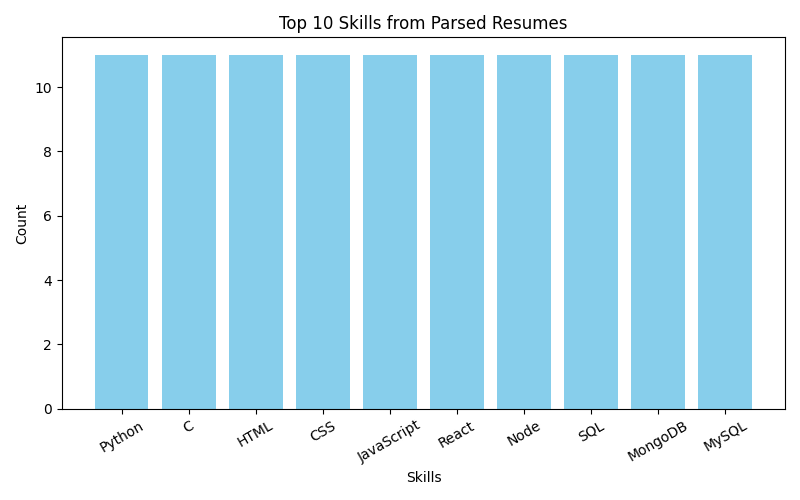 Top 10 Skills from Parsed Resumes
Count
10
8
6
4
2
0
Python
C
HTML
CSS
JavaScript
React
Node
SQL
MongoDB
MySQL
Skills